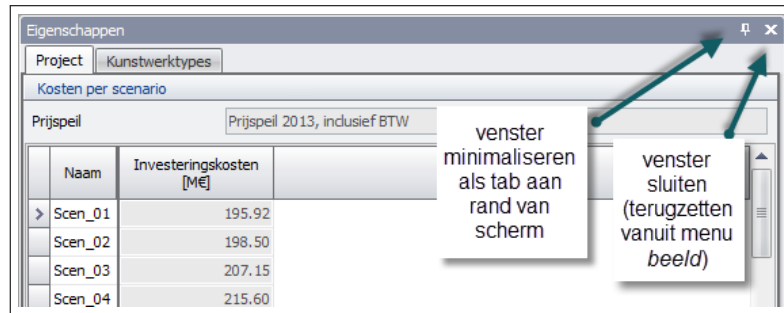 Eigenschappen
Project Kunstwerktypes
Kosten per scenario
Prijspeil Prijspeil 2013, inclusief BTW
Naam Investeringskosten
[M€]
Scen_01 195.92
Scen_02 198.50
Scen_03 207.15
Scen_04 215.60
venster
minimaliseren
als tab aan
rand van
scherm
venster
sluiten
(terugzetten
vanuit menu
beeld)